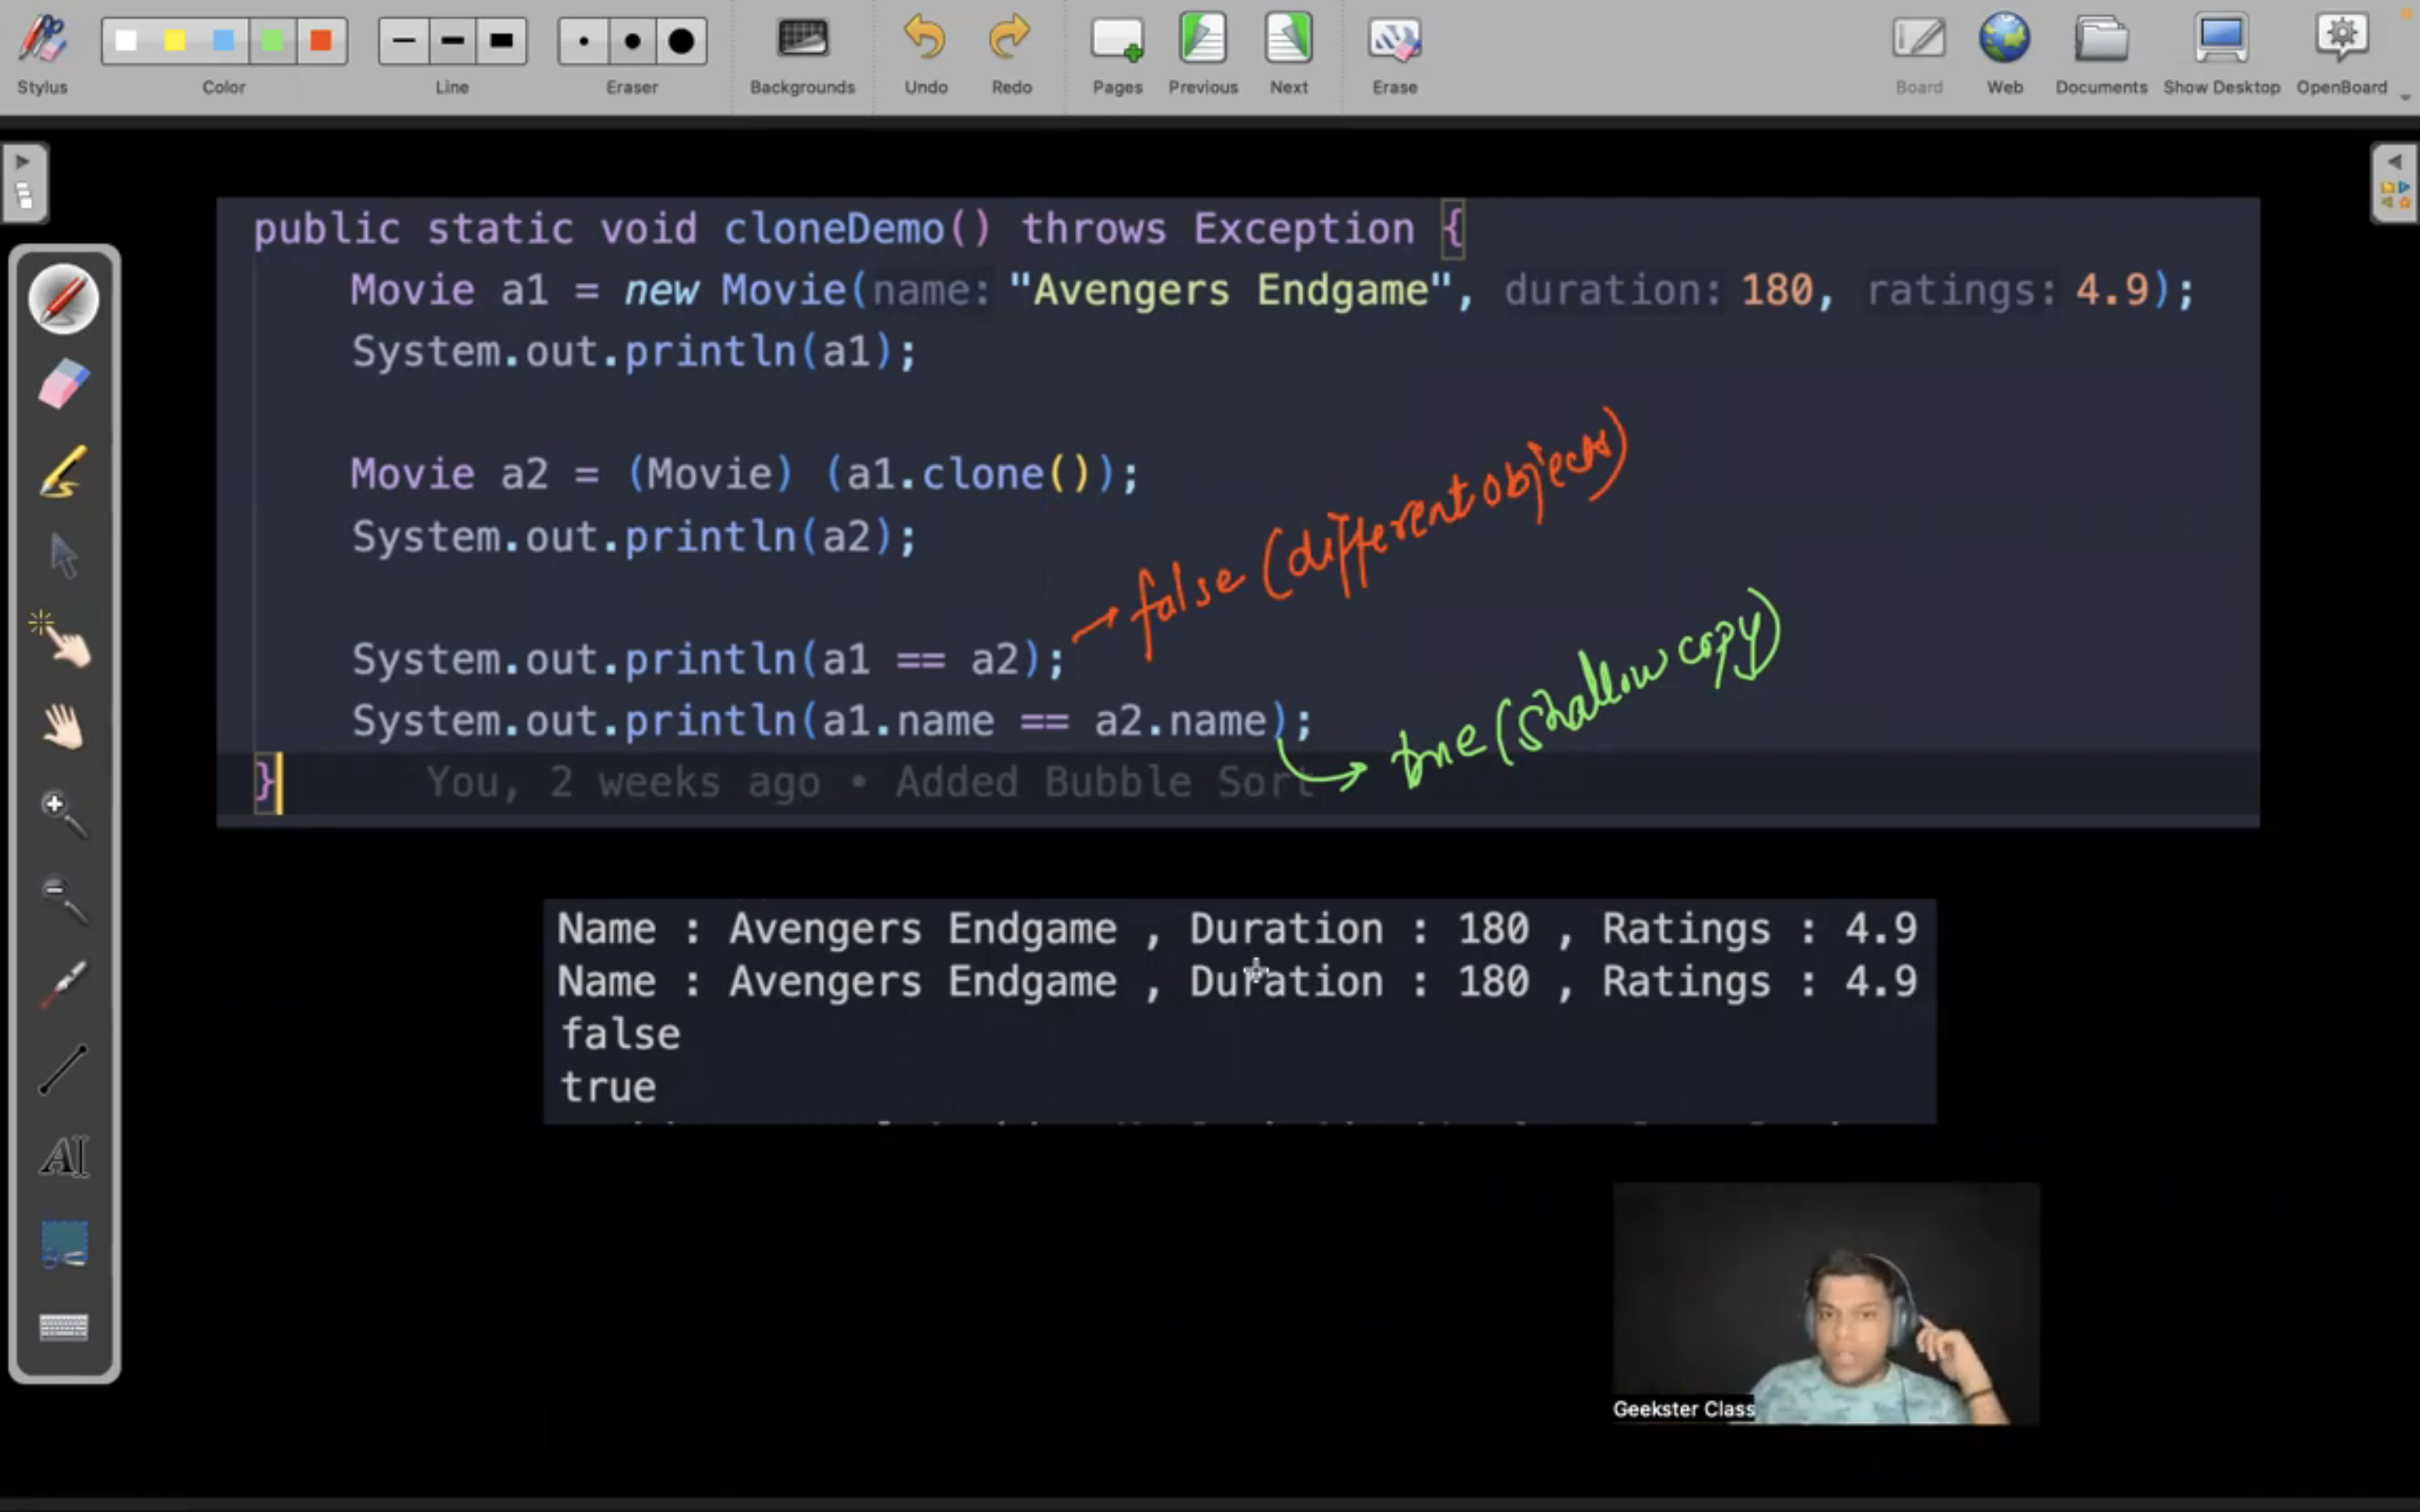 Stylus Color Line Eraser Backgrounds Undo Redo Pages Previous Next Erase Board Web Documents Show Desktop OpenBoard
public static void cloneDemo() throws Exception {
Movie a1 = new Movie(name: "Avengers Endgame", duration: 180, ratings: 4.9);
System.out.println(a1);
Movie a2 = (Movie) (a1.clone());
System.out.println(a2);
false (different objects)
System.out.println(a1 == a2);
System.out.println(a1.name == a2.name);
true (shallow copy)
} You, 2 weeks ago • Added Bubble Sort
Name : Avengers Endgame , Duration : 180 , Ratings : 4.9
Name : Avengers Endgame , Duration : 180 , Ratings : 4.9
false
true
AI
Geekster Class